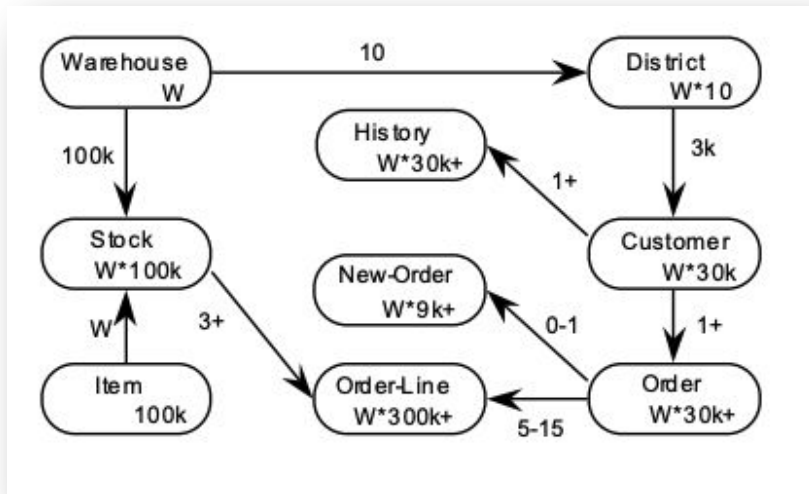 Warehouse
W
10
District
W*10
History
W*30k+
100k
3k
1+
Stock
W*100k
Customer
W*30k
New-Order
W*9k+
W
3+
0-1
1+
Item
100k
Order-Line
W*300k+
Order
W*30k+
5-15